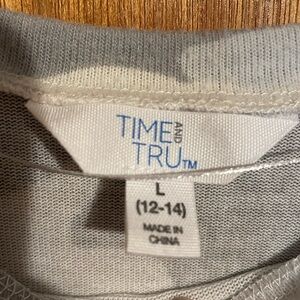 TIME AND
TRU™
L
(12-14)
MADE IN
CHINA